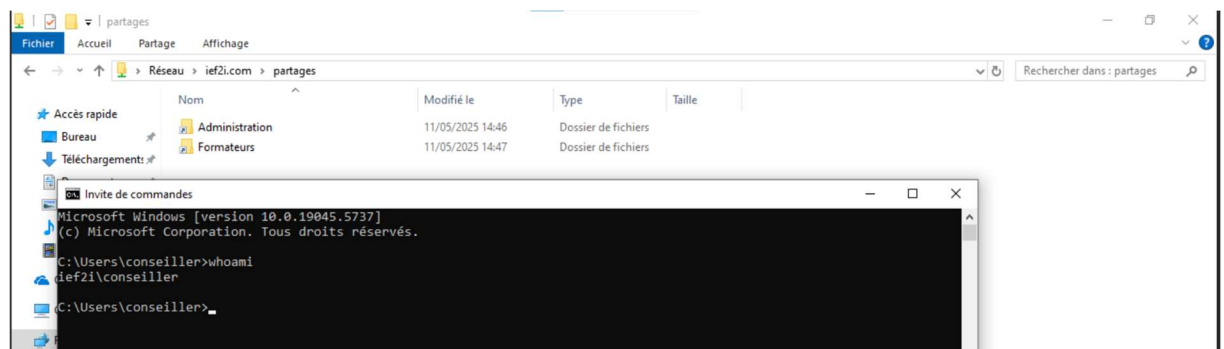 partages
Fichier Accueil Partage Affichage
Réseau > ief2i.com > partages
Rechercher dans : partages
Nom Modifié le Type Taille
Accès rapide
Administration 11/05/2025 14:46 Dossier de fichiers
Bureau
Formateurs 11/05/2025 14:47 Dossier de fichiers
Téléchargements
Invite de commandes
Microsoft Windows [version 10.0.19045.5737]
(c) Microsoft Corporation. Tous droits réservés.
C:\Users\conseiller>whoami
ief2i\conseiller
C:\Users\conseiller>